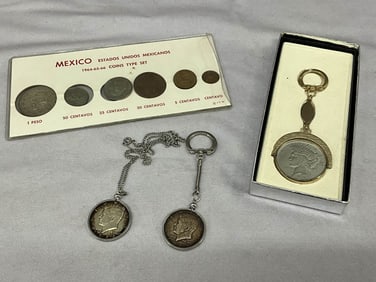 MEXICO ESTADOS UNIDOS MEXICANOS
1964-65-66 COINS TYPE SET
1 PESO 50 CENTAVOS 25 CENTAVOS 20 CENTAVOS 5 CENTAVOS CENTAVO